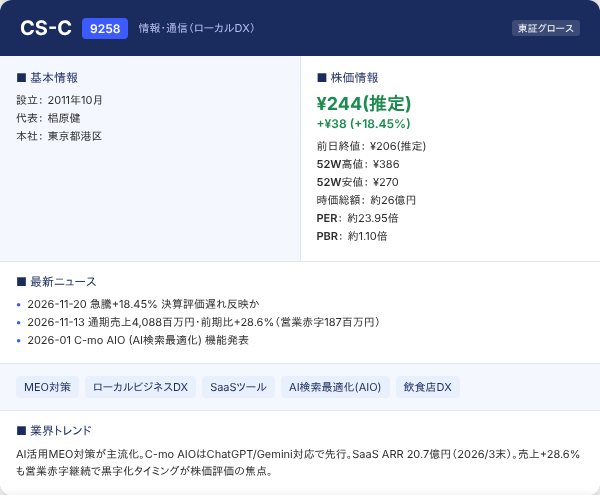 CS-C 9258 情報・通信（ローカルDX） 東証グロース
■ 基本情報
設立: 2011年10月
代表: 椙原健
本社: 東京都港区
■ 株価情報
¥244(推定)
+¥38 (+18.45%)
前日終値: ¥206(推定)
52W高値: ¥386
52W安値: ¥270
時価総額: 約26億円
PER: 約23.95倍
PBR: 約1.10倍
■ 最新ニュース
• 2026-11-20 急騰+18.45% 決算評価遅れ反映か
• 2026-11-13 通期売上4,088百万円・前期比+28.6%（営業赤字187百万円）
• 2026-01 C-mo AIO (AI検索最適化) 機能発表
MEO対策 ローカルビジネスDX SaaSツール AI検索最適化(AIO) 飲食店DX
■ 業界トレンド
AI活用MEO対策が主流化。C-mo AIOはChatGPT/Gemini対応で先行。SaaS ARR 20.7億円（2026/3末）。売上+28.6%
も営業赤字継続で黒字化タイミングが株価評価の焦点。